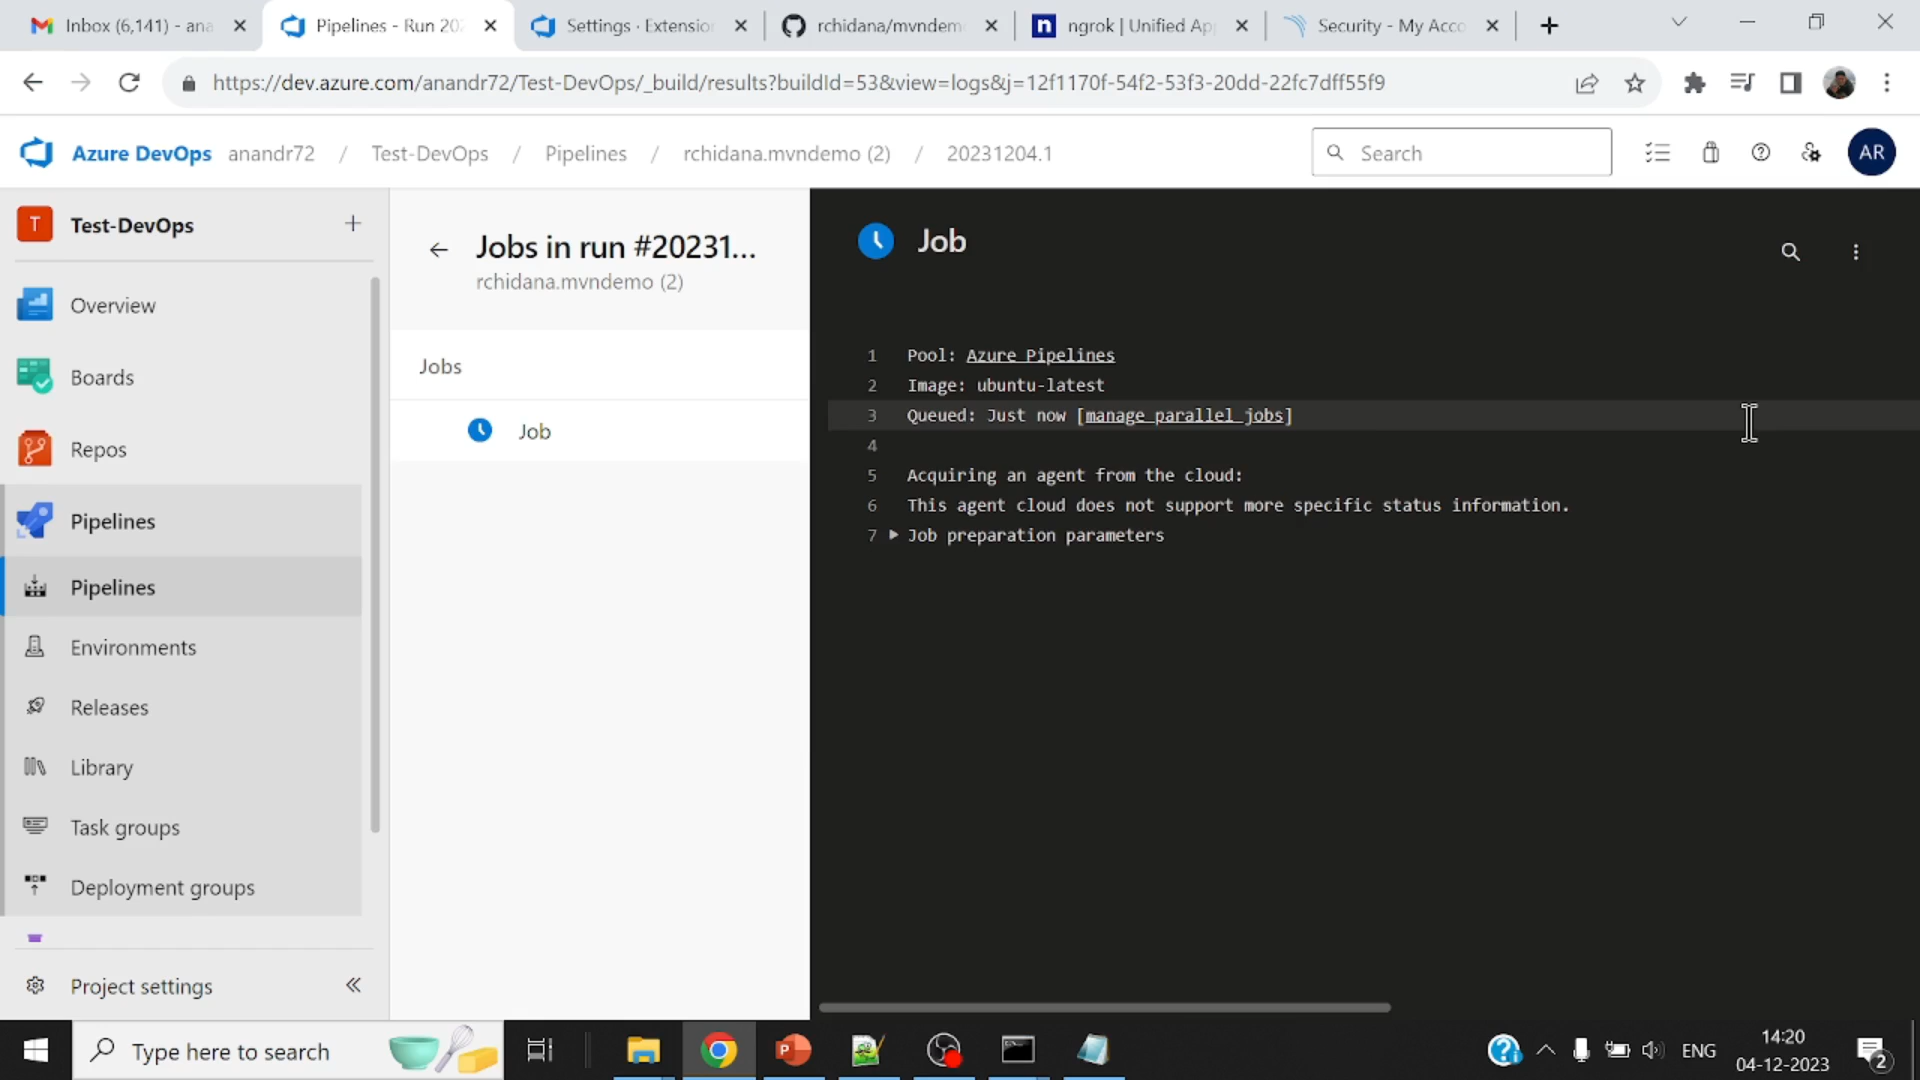 Inbox (6,141) - ana
Pipelines - Run 202
Settings · Extension
rchidana/mvndem
ngrok | Unified Ap
Security - My Acco
https://dev.azure.com/anandr72/Test-DevOps/_build/results?buildId=53&view=logs&j=12f1170f-54f2-53f3-20dd-22fc7dff55f9
Azure DevOps anandr72 / Test-DevOps / Pipelines / rchidana.mvndemo (2) / 20231204.1
Search
AR
T Test-DevOps
Overview
Boards
Repos
Pipelines
Pipelines
Environments
Releases
Library
Task groups
Deployment groups
Project settings
Jobs in run #20231...
rchidana.mvndemo (2)
Jobs
Job
Job
1 Pool: Azure Pipelines
2 Image: ubuntu-latest
3 Queued: Just now [manage parallel jobs]
4
5 Acquiring an agent from the cloud:
6 This agent cloud does not support more specific status information.
7 Job preparation parameters
Type here to search
ENG
14:20
04-12-2023
2